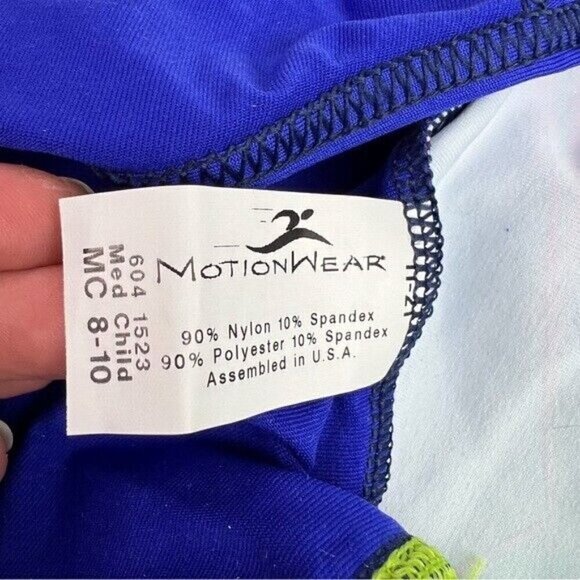 MOTIONWEAR®
90% Nylon 10% Spandex
90% Polyester 10% Spandex
Assembled in U.S.A.
604 1523
Med Child
MC 8-10